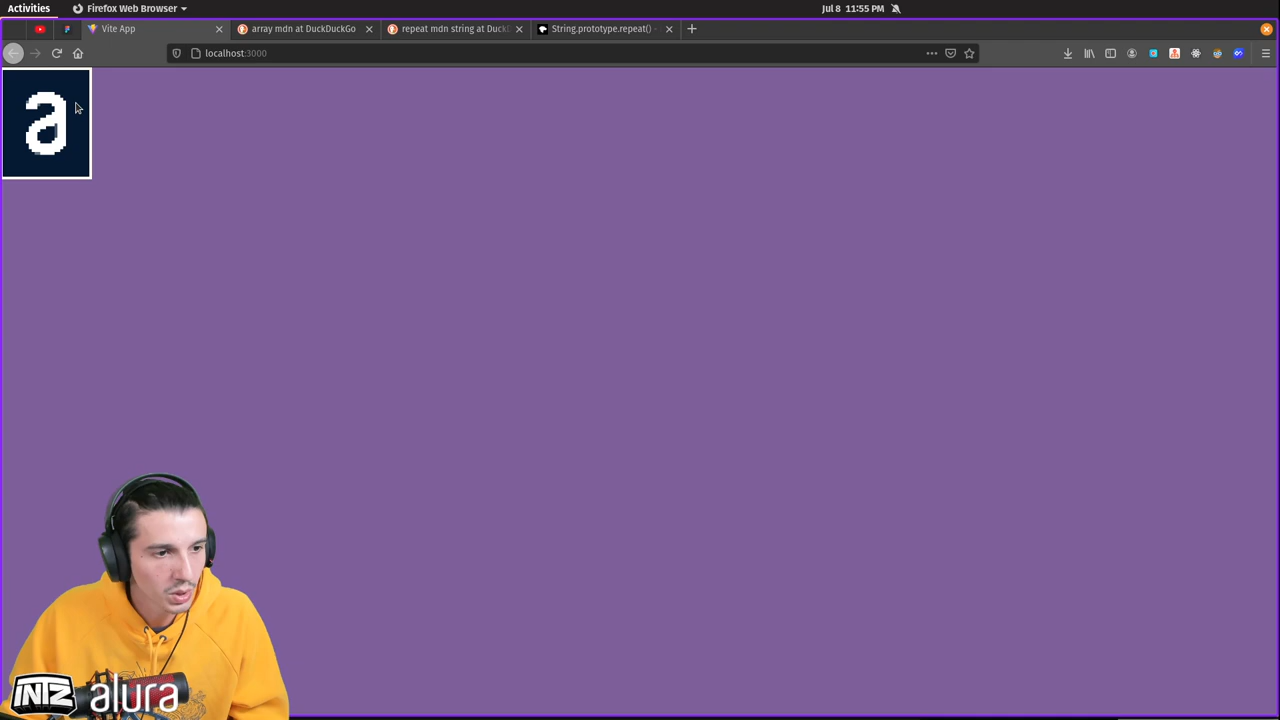 Activities
Firefox Web Browser
Jul 8 11:55 PM
Vite App
array mdn at DuckDuckGo
repeat mdn string at Duck
String.prototype.repeat() -
localhost:3000
a
INTZ
alura